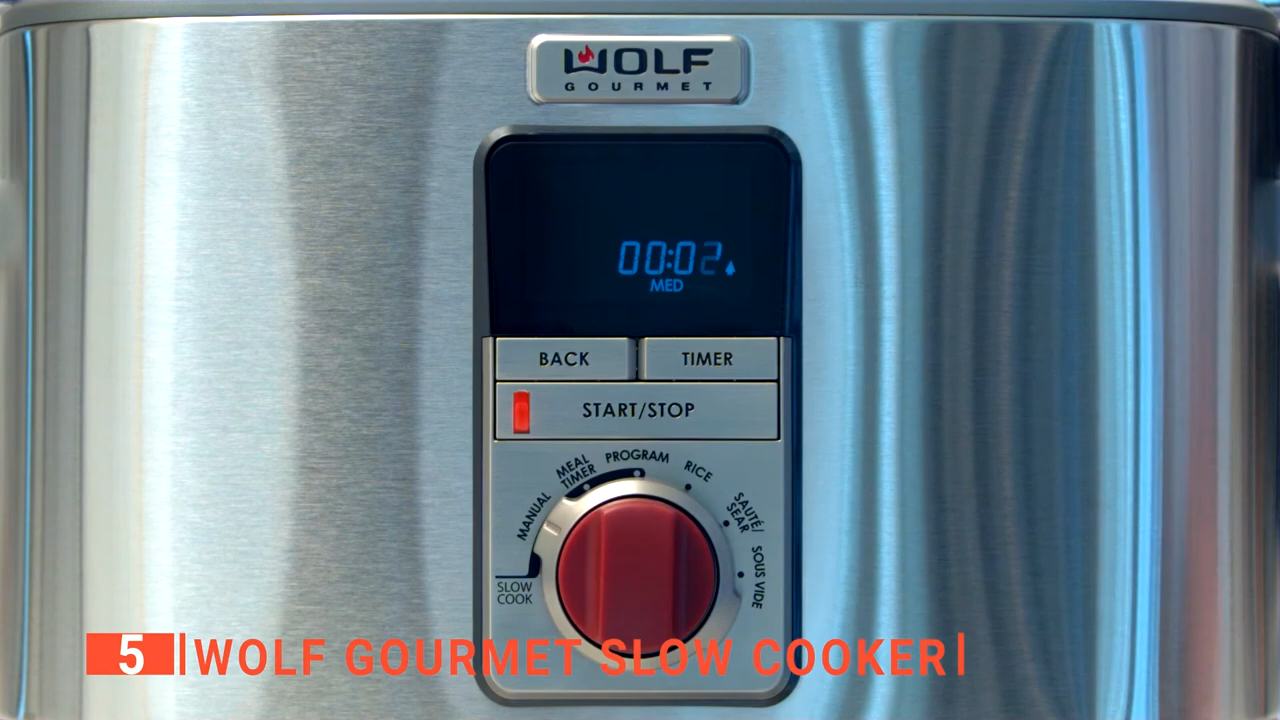 WOLF
GOURMET
00:02
MED
BACK TIMER
START/STOP
SLOW
COOK
MANUAL
MEAL
TIMER
PROGRAM
RICE
SAUTÉ/
SEAR
SOUS VIDE
5 WOLF GOURMET SLOW COOKER